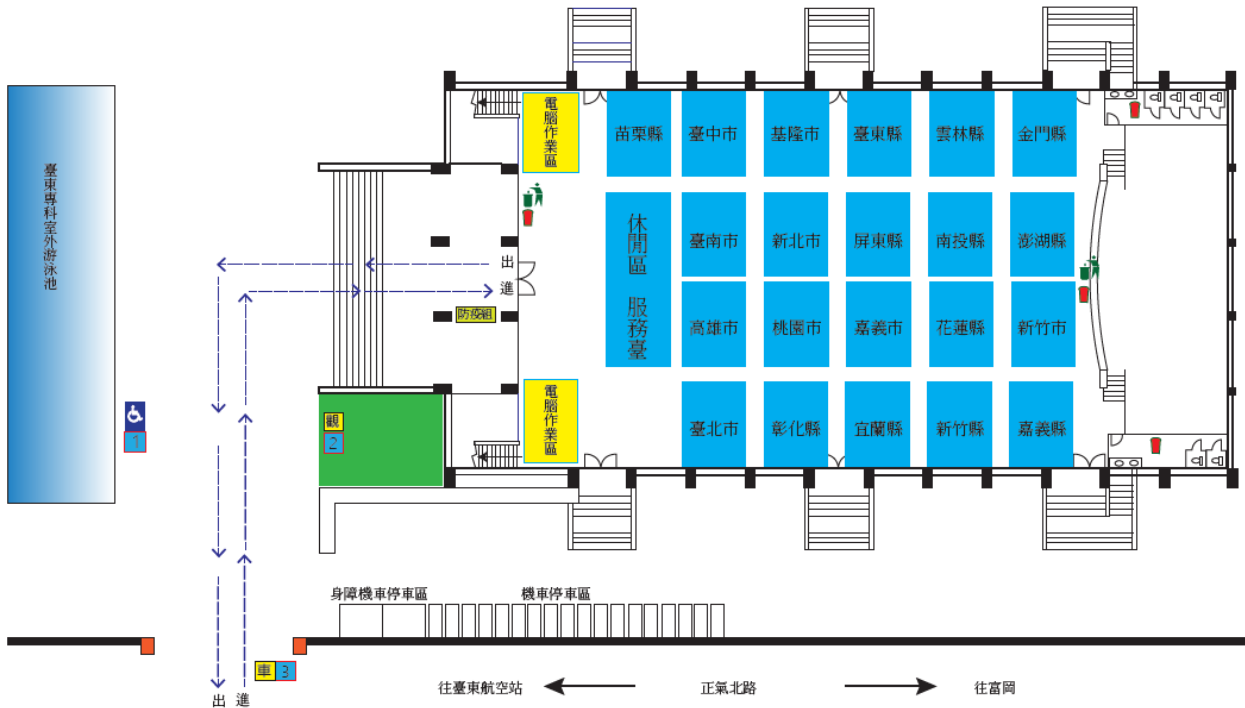 電腦作業區
苗栗縣
臺中市
基隆市
臺東縣
雲林縣
金門縣
臺東專科室外游泳池
休閒區 服務臺
臺南市
新北市
屏東縣
南投縣
澎湖縣
出
進
防疫組
高雄市
桃園市
嘉義市
花蓮縣
新竹市
電腦作業區
臺北市
彰化縣
宜蘭縣
新竹縣
嘉義縣
1
觀
2
身障機車停車區
機車停車區
車 3
出 進
往臺東航空站
正氣北路
往富岡